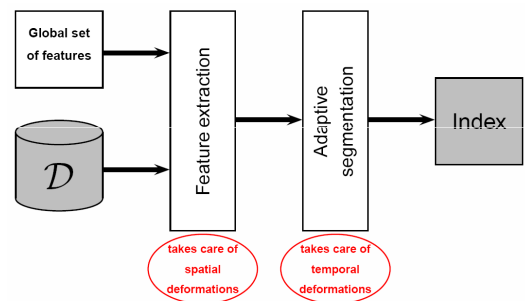 Global set
of features
D
Feature extraction
Adaptive
segmentation
Index
takes care of
spatial
deformations
takes care of
temporal
deformations